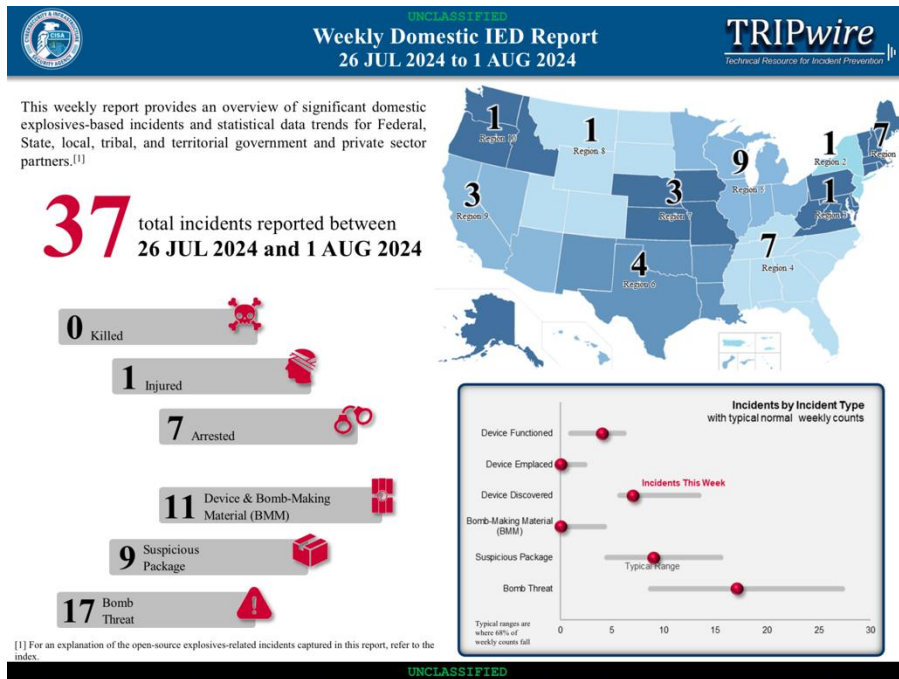 UNCLASSIFIED
Weekly Domestic IED Report
26 JUL 2024 to 1 AUG 2024
CISA
TRIPwire
Technical Resource for Incident Prevention
This weekly report provides an overview of significant domestic
explosives-based incidents and statistical data trends for Federal,
State, local, tribal, and territorial government and private sector
partners.[1]
37
total incidents reported between
26 JUL 2024 and 1 AUG 2024
0 Killed
1 Injured
7 Arrested
11 Device & Bomb-Making
Material (BMM)
9 Suspicious
Package
17 Bomb
Threat
[1] For an explanation of the open-source explosives-related incidents captured in this report, refer to the
index.
1
Region 10
1
Region 8
9
Region 5
1
Region 2
7
Region
3
Region 9
3
Region 7
1
Region 3
4
Region 6
7
Region 4
Incidents by Incident Type
with typical normal weekly counts
Device Functioned
Device Emplaced
Incidents This Week
Device Discovered
Bomb-Making Material
(BMM)
Suspicious Package
Typical Range
Bomb Threat
Typical ranges are
where 68% of
weekly counts fall
0 5 10 15 20 25 30
UNCLASSIFIED